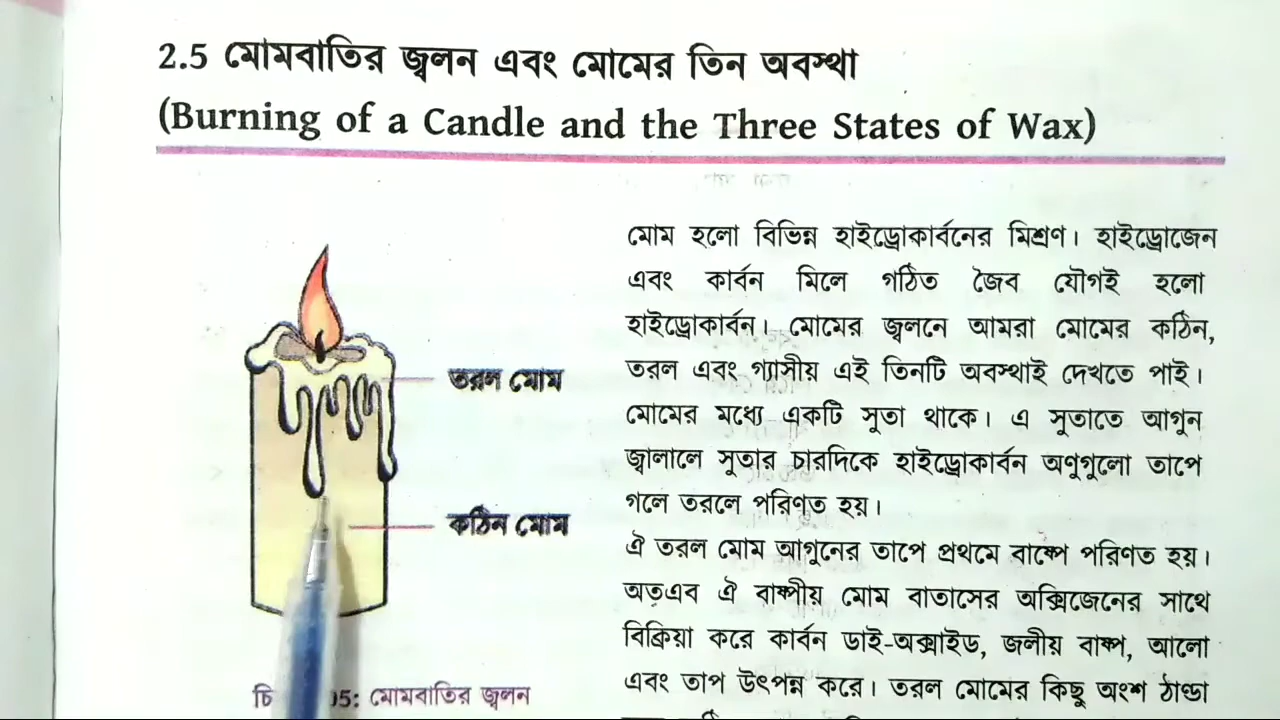 2.5 মোমবাতির জ্বলন এবং মোমের তিন অবস্থা
(Burning of a Candle and the Three States of Wax)
মোম হলো বিভিন্ন হাইড্রোকার্বনের মিশ্রণ। হাইড্রোজেন
এবং কার্বন মিলে গঠিত জৈব যৌগই হলো
হাইড্রোকার্বন। মোমের জ্বলনে আমরা মোমের কঠিন,
তরল এবং গ্যাসীয় এই তিনটি অবস্থাই দেখতে পাই।
মোমের মধ্যে একটি সুতা থাকে। এ সুতাতে আগুন
জ্বালালে সুতার চারদিকে হাইড্রোকার্বন অণুগুলো তাপে
গলে তরলে পরিণত হয়।
ঐ তরল মোম আগুনের তাপে প্রথমে বাষ্পে পরিণত হয়।
অতএব ঐ বাষ্পীয় মোম বাতাসের অক্সিজেনের সাথে
বিক্রিয়া করে কার্বন ডাই-অক্সাইড, জলীয় বাষ্প, আলো
এবং তাপ উৎপন্ন করে। তরল মোমের কিছু অংশ ঠান্ডা
তরল মোম
কঠিন মোম
05: মোমবাতির জ্বলন